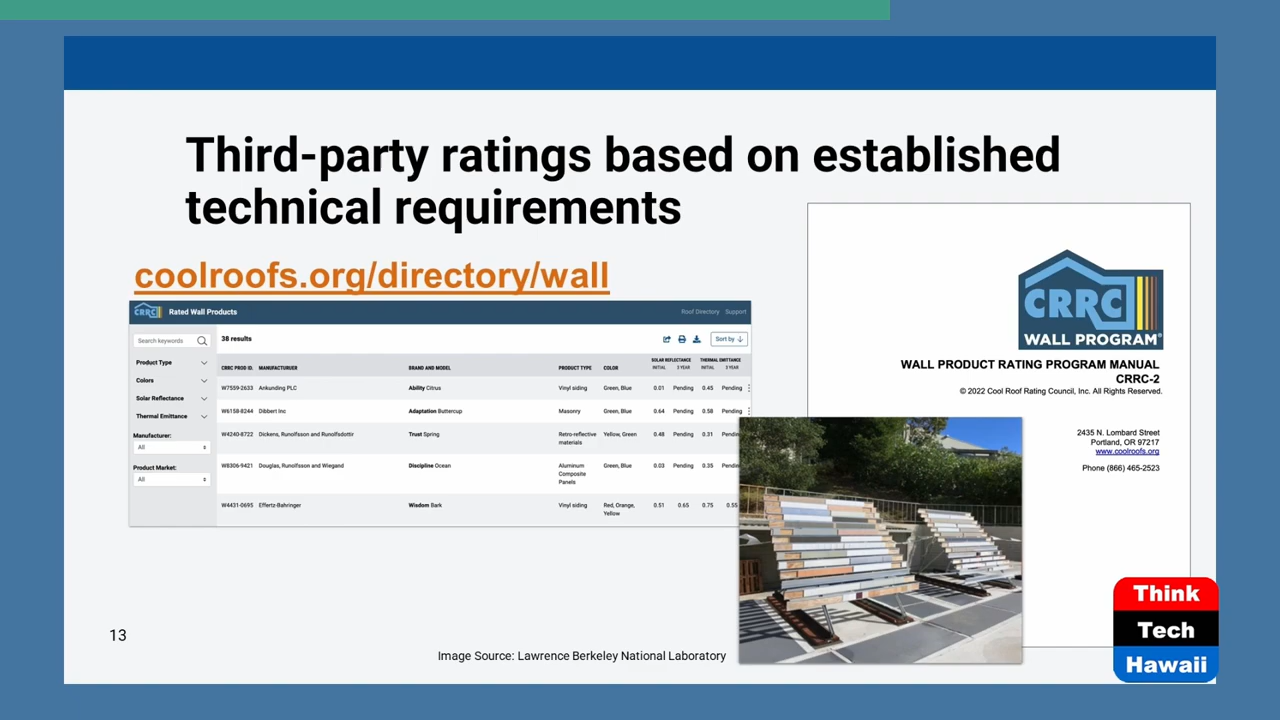 Third-party ratings based on established
technical requirements
coolroofs.org/directory/wall
CRRC Rated Wall Products
Roof Directory Support
Search keywords
38 results
Sort by
Product Type
Colors
Solar Reflectance
Thermal Emittance
Manufacturer:
All
Product Market:
All
SOLAR REFLECTANCE THERMAL EMITTANCE
CRRC PROD ID. MANUFACTURUER BRAND AND MODEL PRODUCT TYPE COLOR INITIAL 3 YEAR INITIAL 3 YEAR
W7559-2633 Ankunding PLC Ability Citrus Vinyl siding Green, Blue 0.01 Pending 0.45 Pending
W6158-8244 Dibbert Inc Adaptation Buttercup Masonry Green, Blue 0.64 Pending 0.58 Pending
W4240-8722 Dickens, Runolfsson and Runolfsdottir Trust Spring Retro-reflective Yellow, Green 0.48 Pending 0.31 Pending
materials
W8306-9421 Douglas, Runolfsson and Wiegand Discipline Ocean Aluminum Green, Blue 0.03 Pending 0.35 Pending
Composite
Panels
W4431-0695 Effertz-Bahringer Wisdom Bark Vinyl siding Red, Orange, 0.51 0.65 0.75 0.55
Yellow
CRRC
WALL PROGRAM
WALL PRODUCT RATING PROGRAM MANUAL
CRRC-2
© 2022 Cool Roof Rating Council, Inc. All Rights Reserved.
2435 N. Lombard Street
Portland, OR 97217
www.coolroofs.org
Phone (866) 465-2523
13
Image Source: Lawrence Berkeley National Laboratory
Think
Tech
Hawaii